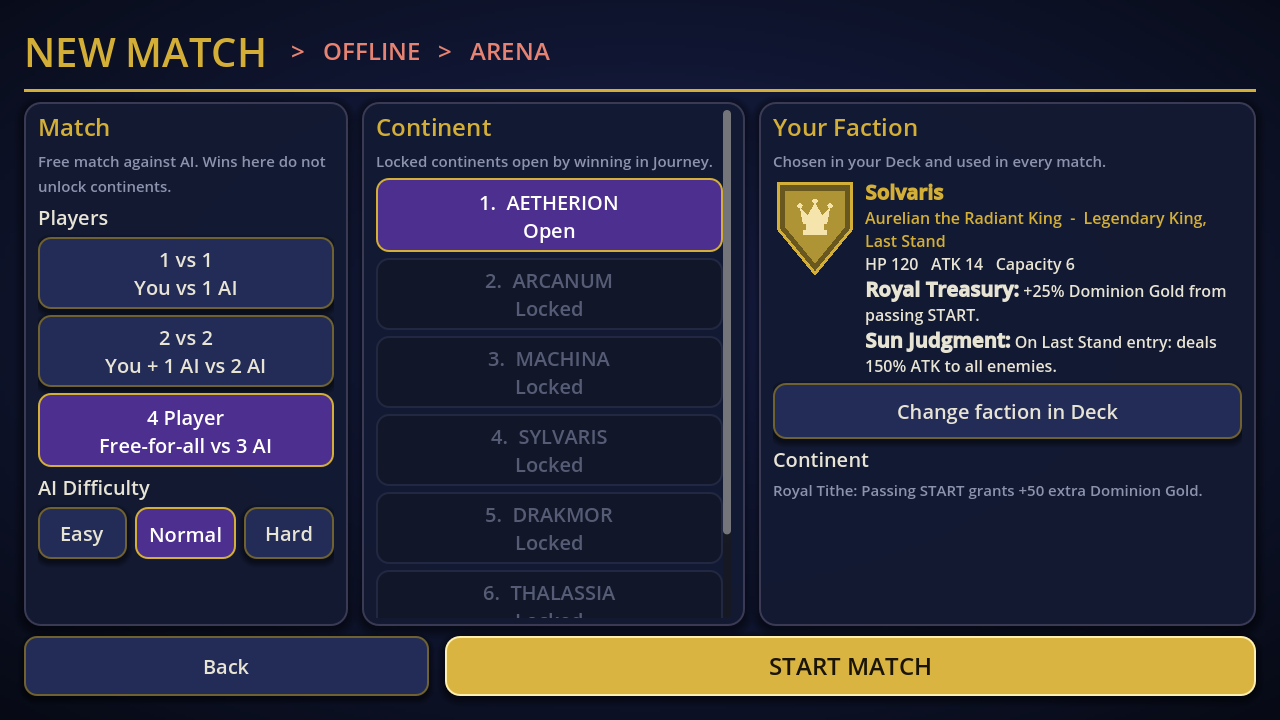 NEW MATCH > OFFLINE > ARENA
Match
Free match against AI. Wins here do not
unlock continents.
Players
1 vs 1
You vs 1 AI
2 vs 2
You + 1 AI vs 2 AI
4 Player
Free-for-all vs 3 AI
AI Difficulty
Easy
Normal
Hard
Continent
Locked continents open by winning in Journey.
1. AETHERION
Open
2. ARCANUM
Locked
3. MACHINA
Locked
4. SYLVARIS
Locked
5. DRAKMOR
Locked
6. THALASSIA
Your Faction
Chosen in your Deck and used in every match.
Solvaris
Aurelian the Radiant King - Legendary King,
Last Stand
HP 120 ATK 14 Capacity 6
Royal Treasury: +25% Dominion Gold from
passing START.
Sun Judgment: On Last Stand entry: deals
150% ATK to all enemies.
Change faction in Deck
Continent
Royal Tithe: Passing START grants +50 extra Dominion Gold.
Back
START MATCH